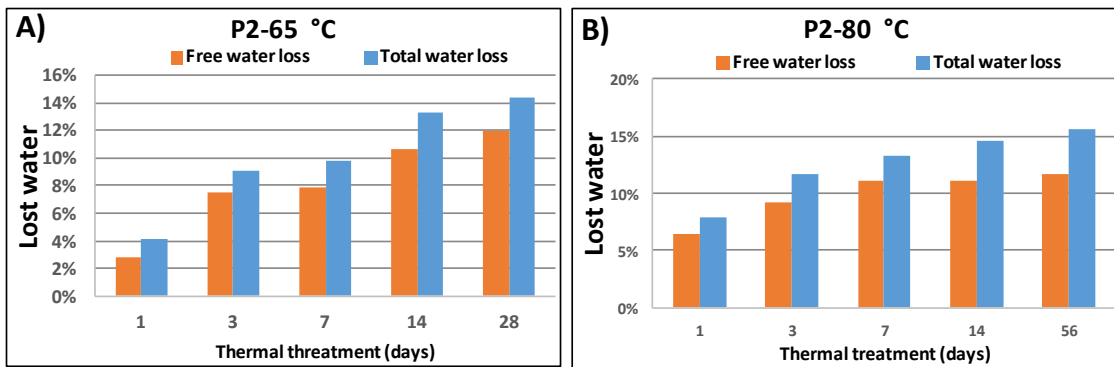 A)
P2-65 °C
Free water loss Total water loss
16%
14%
12%
10%
8%
6%
4%
2%
0%
Lost water
1 3 7 14 28
Thermal threatment (days)
B)
P2-80 °C
Free water loss Total water loss
20%
15%
10%
5%
0%
Lost water
1 3 7 14 56
Thermal treatment (days)